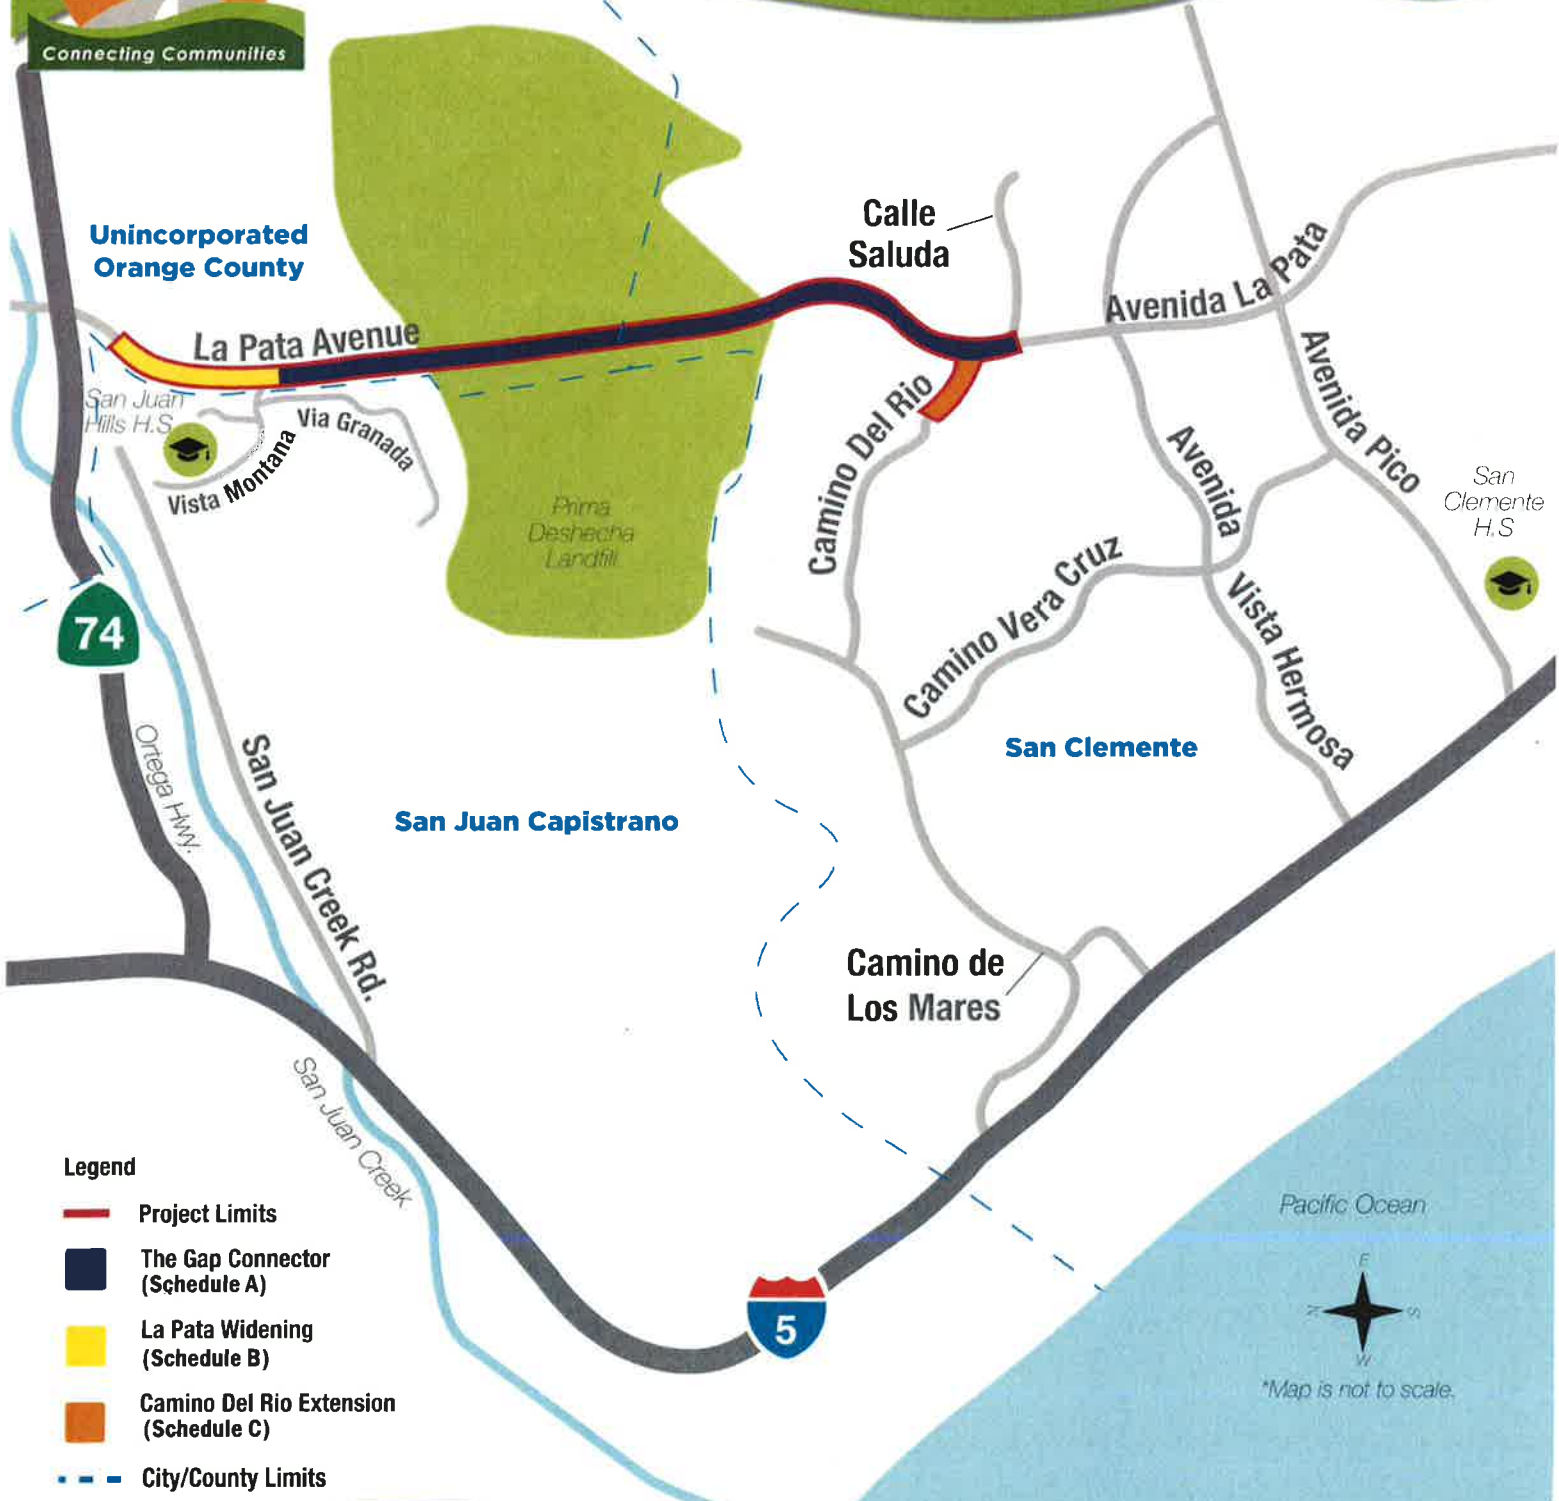 Connecting Communities
Unincorporated
Orange County
Calle
Saluda
Avenida La Pata
La Pata Avenue
Avenida Pico
San Juan
Hills H.S
Via Granada
Vista Montana
Camino Del Rio
Avenida
Vista Hermosa
San
Clemente
H.S
Prima
Deshecha
Landfill
Camino Vera Cruz
74
Ortega Hwy.
San Juan Creek Rd.
San Clemente
San Juan Capistrano
Camino de
Los Mares
San Juan Creek
Legend
Project Limits
The Gap Connector
(Schedule A)
La Pata Widening
(Schedule B)
Camino Del Rio Extension
(Schedule C)
City/County Limits
5
Pacific Ocean
E
N
S
W
*Map is not to scale.